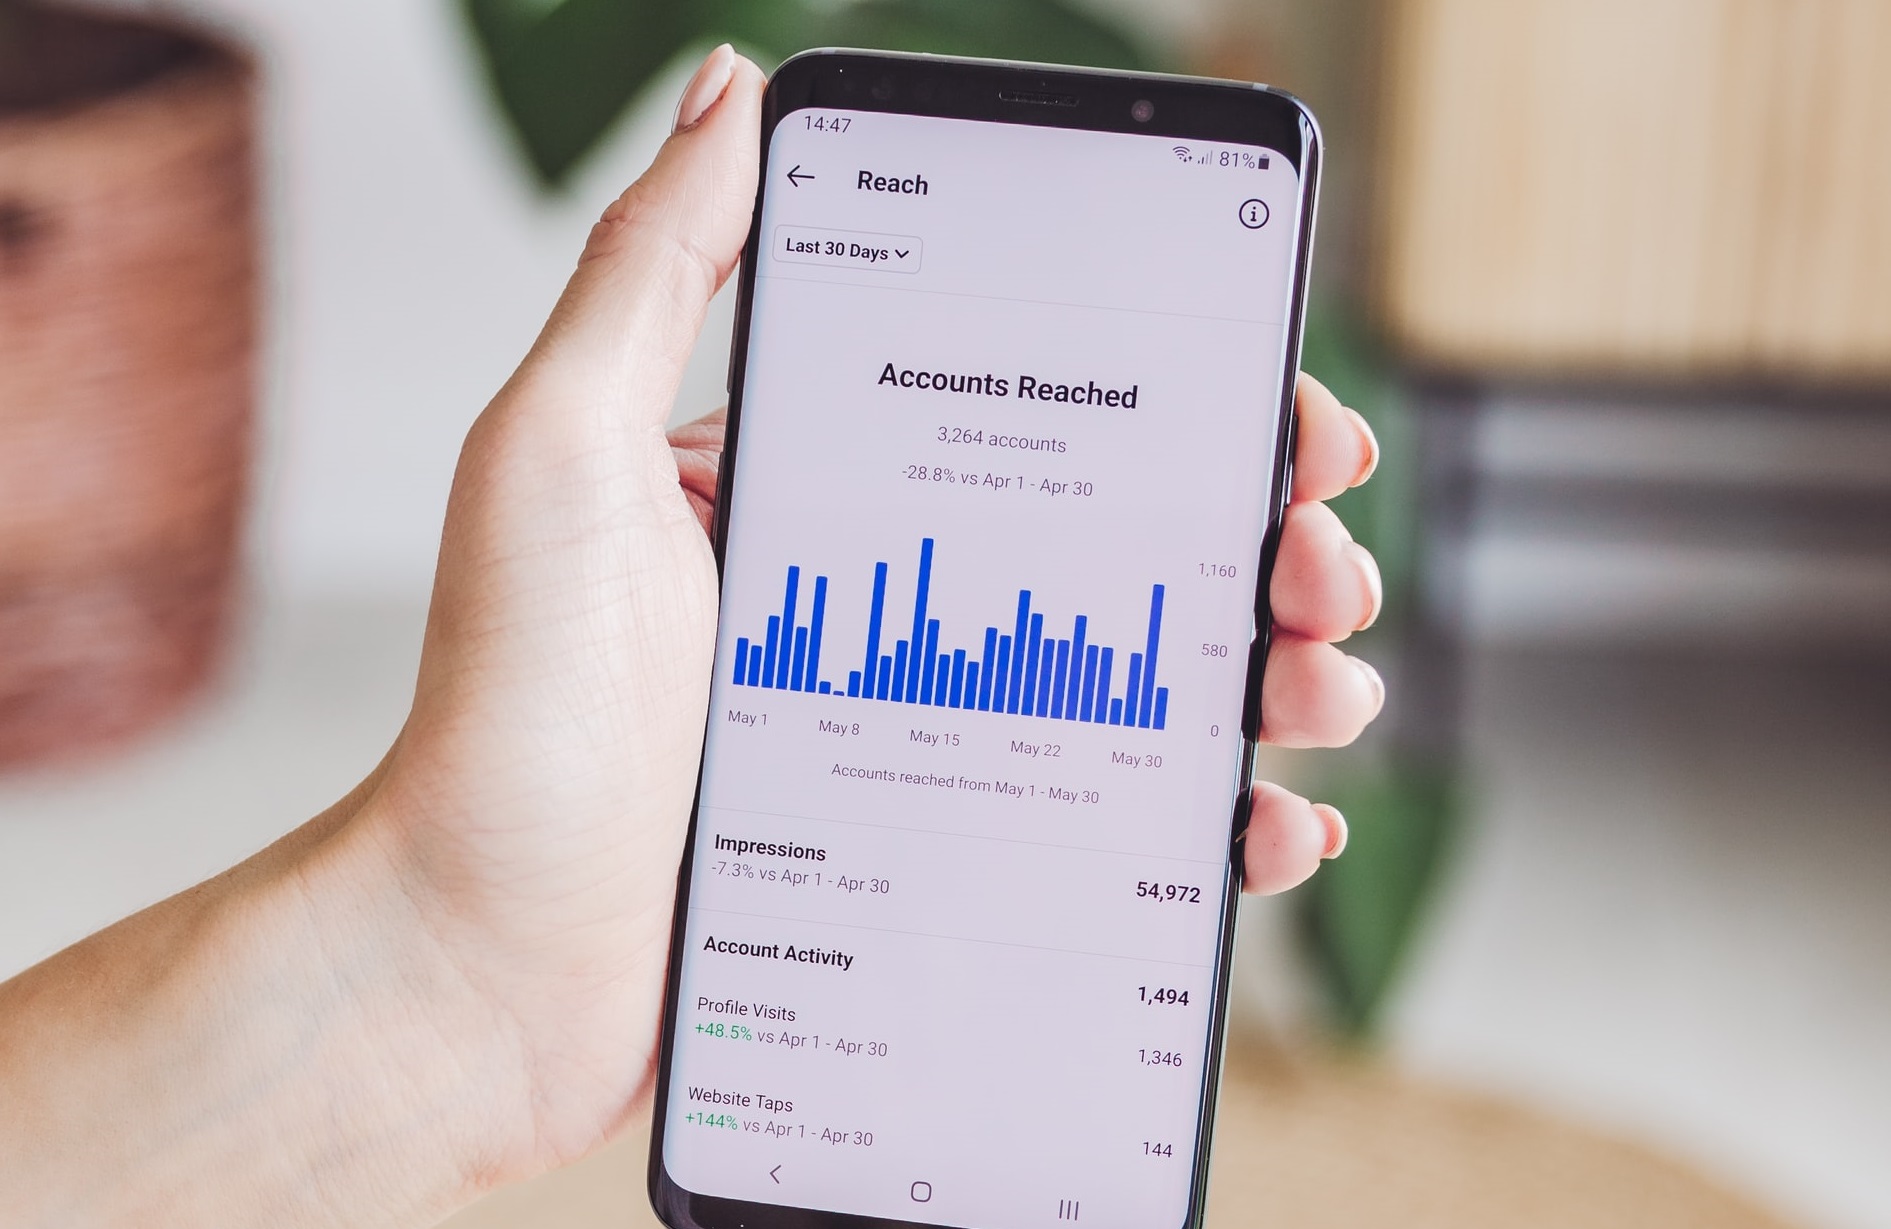 14:47
81%
Reach
Last 30 Days
Accounts Reached
3,264 accounts
-28.8% vs Apr 1 - Apr 30
1,160
580
0
May 1 May 8 May 15 May 22 May 30
Accounts reached from May 1 - May 30
Impressions
-7.3% vs Apr 1 - Apr 30
54,972
Account Activity
1,494
Profile Visits
+48.5% vs Apr 1 - Apr 30
1,346
Website Taps
+144% vs Apr 1 - Apr 30
144